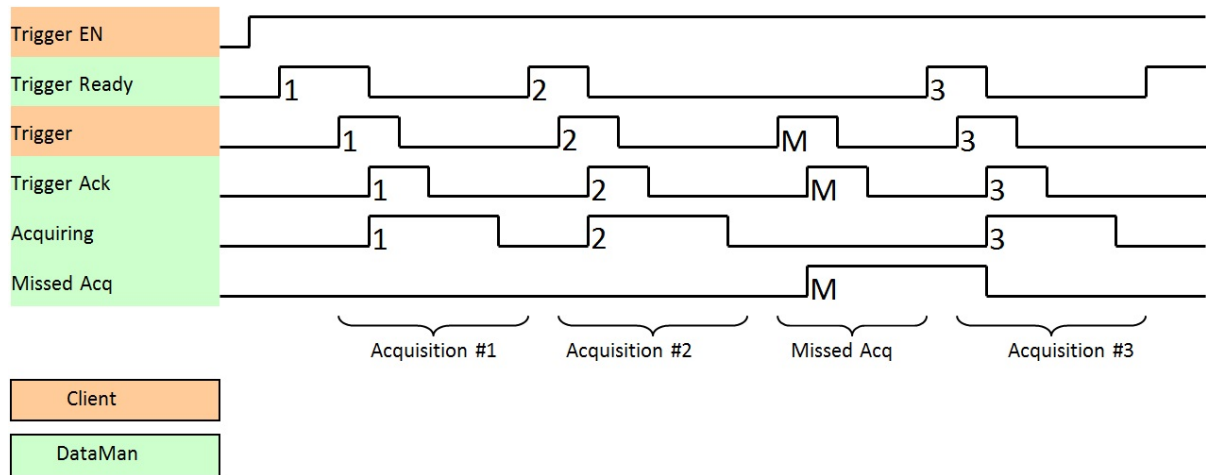 Trigger EN
Trigger Ready 1 2 3
Trigger 1 2 M 3
Trigger Ack 1 2 M 3
Acquiring 1 2 3
Missed Acq M
Acquisition #1 Acquisition #2 Missed Acq Acquisition #3
Client
DataMan